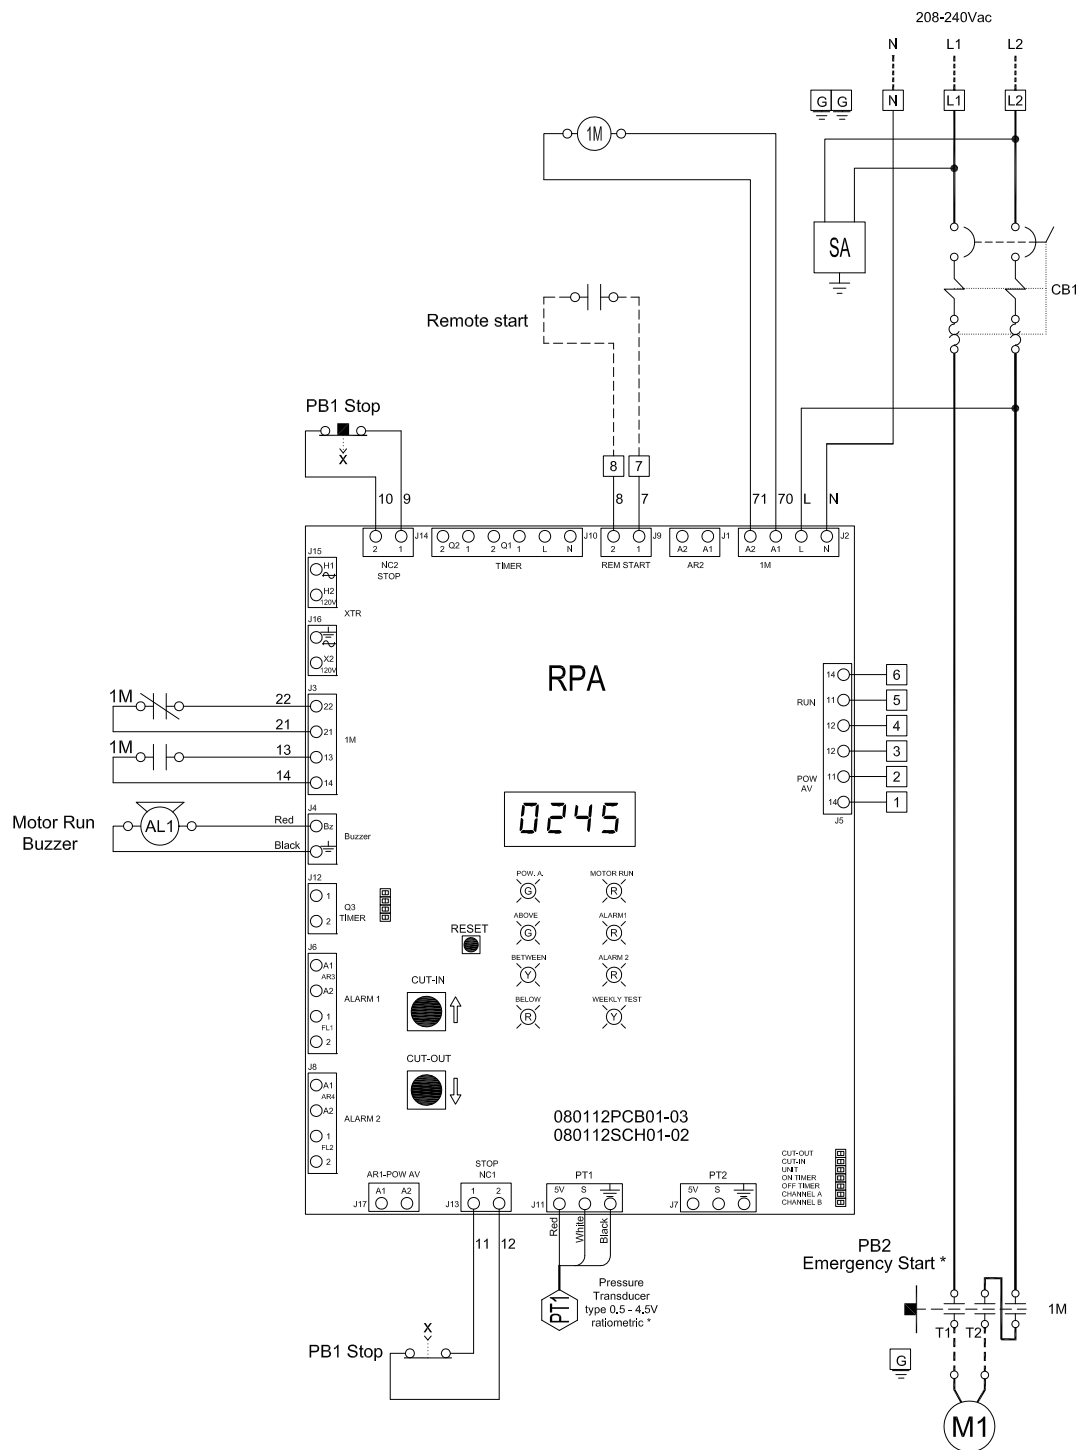 208-240Vac
N L1 L2
G G N L1 L2
1M
SA
CB1
Remote start
PB1 Stop
X
8 7
10 9 8 7 71 70 L N
J14 J10 J9 J1 J2
2 1 2 Q2 1 2 Q1 1 L N 2 1 A2 A1 A2 A1 L N
NC2 STOP TIMER REM START AR2 1M
J15
H1
H2
120V
XTR
J16
X2
120V
RPA
J3
1M 22 22
21 21
1M
1M 13 13
14 14
14 6
RUN 11 5
12 4
12 3
POW AV 11 2
14 1
J5
0245
J4
Motor Run Buzzer
AL1
Red Bz
Buzzer
Black
J12
1
Q3 TIMER
2
POW. A. MOTOR RUN
G R
ABOVE ALARM1
G R
BETWEEN ALARM 2
Y R
BELOW WEEKLY TEST
R Y
RESET
J6
A1
AR3
A2
ALARM 1
1
FL1
2
CUT-IN
CUT-OUT
J8
A1
AR4
A2
ALARM 2
1
FL2
2
080112PCB01-03
080112SCH01-02
CUT-OUT
CUT-IN
UNIT
ON TIMER
OFF TIMER
CHANNEL A
CHANNEL B
AR1-POW AV STOP NC1 PT1 PT2
A1 A2 1 2 5V S 5V S
J17 J13 J11 J7
11 12 Red White Black
PT1
Pressure
Transducer
type 0.5 - 4.5V
ratiometric *
X
PB1 Stop
PB2
Emergency Start *
1M
T1 T2
G
M1